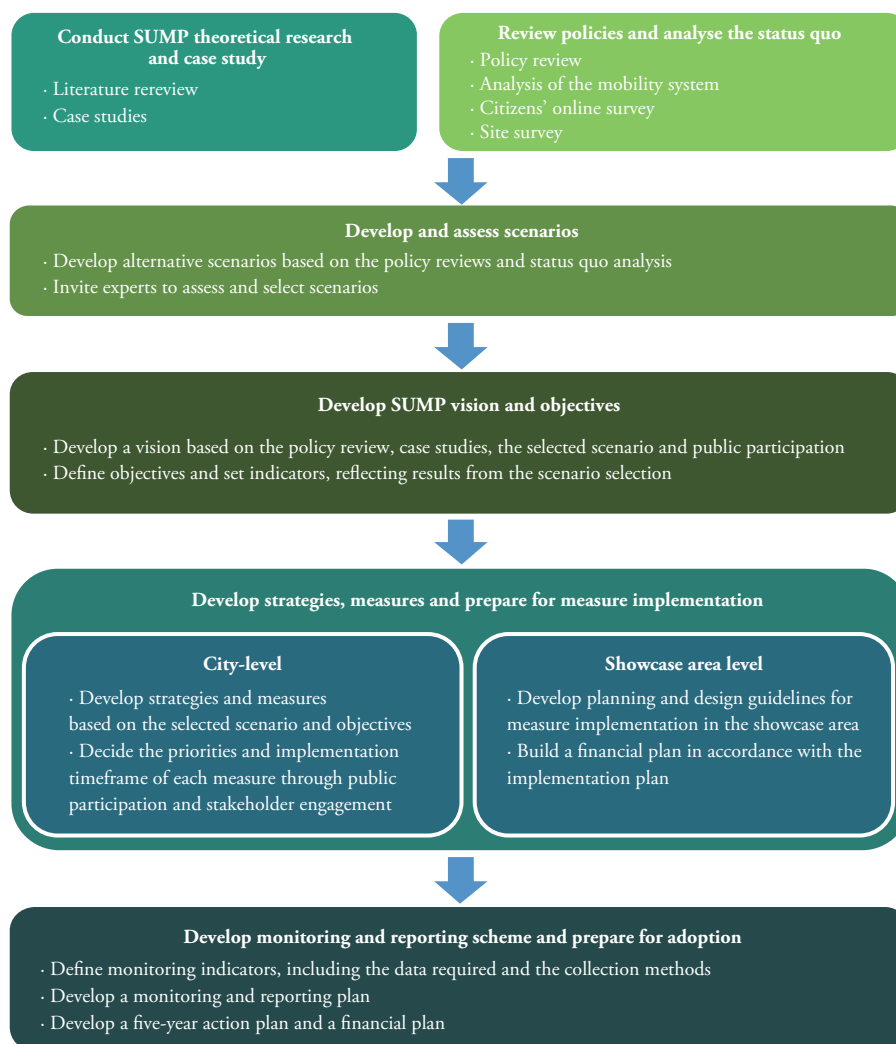 Conduct SUMP theoretical research
and case study
· Literature rereview
· Case studies
Review policies and analyse the status quo
· Policy review
· Analysis of the mobility system
· Citizens’ online survey
· Site survey
Develop and assess scenarios
· Develop alternative scenarios based on the policy reviews and status quo analysis
· Invite experts to assess and select scenarios
Develop SUMP vision and objectives
· Develop a vision based on the policy review, case studies, the selected scenario and public participation
· Define objectives and set indicators, reflecting results from the scenario selection
Develop strategies, measures and prepare for measure implementation
City-level
· Develop strategies and measures
based on the selected scenario and objectives
· Decide the priorities and implementation
timeframe of each measure through public
participation and stakeholder engagement
Showcase area level
· Develop planning and design guidelines for
measure implementation in the showcase area
· Build a financial plan in accordance with the
implementation plan
Develop monitoring and reporting scheme and prepare for adoption
· Define monitoring indicators, including the data required and the collection methods
· Develop a monitoring and reporting plan
· Develop a five-year action plan and a financial plan